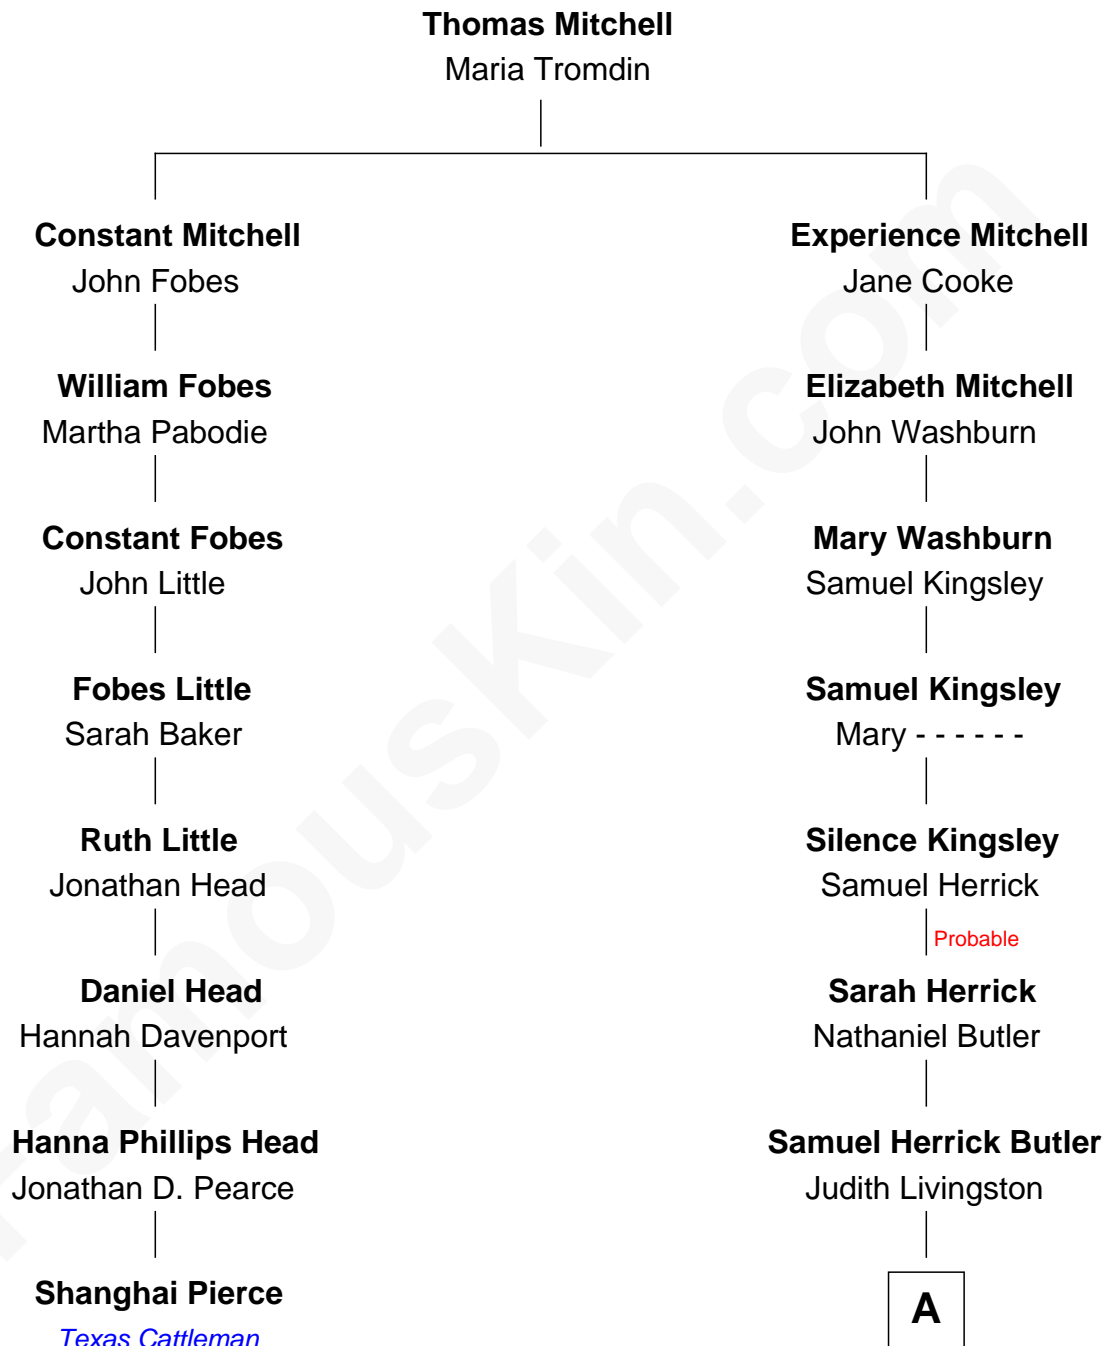 Thomas Mitchell
Maria Tromdin
Constant Mitchell
John Fobes
William Fobes
Martha Pabodie
Constant Fobes
John Little
Fobes Little
Sarah Baker
Ruth Little
Jonathan Head
Daniel Head
Hannah Davenport
Hanna Phillips Head
Jonathan D. Pearce
Shanghai Pierce
Texas Cattleman
Experience Mitchell
Jane Cooke
Elizabeth Mitchell
John Washburn
Mary Washburn
Samuel Kingsley
Samuel Kingsley
Mary - - - - - -
Silence Kingsley
Samuel Herrick
Probable
Sarah Herrick
Nathaniel Butler
Samuel Herrick Butler
Judith Livingston
A
FamousKin.com